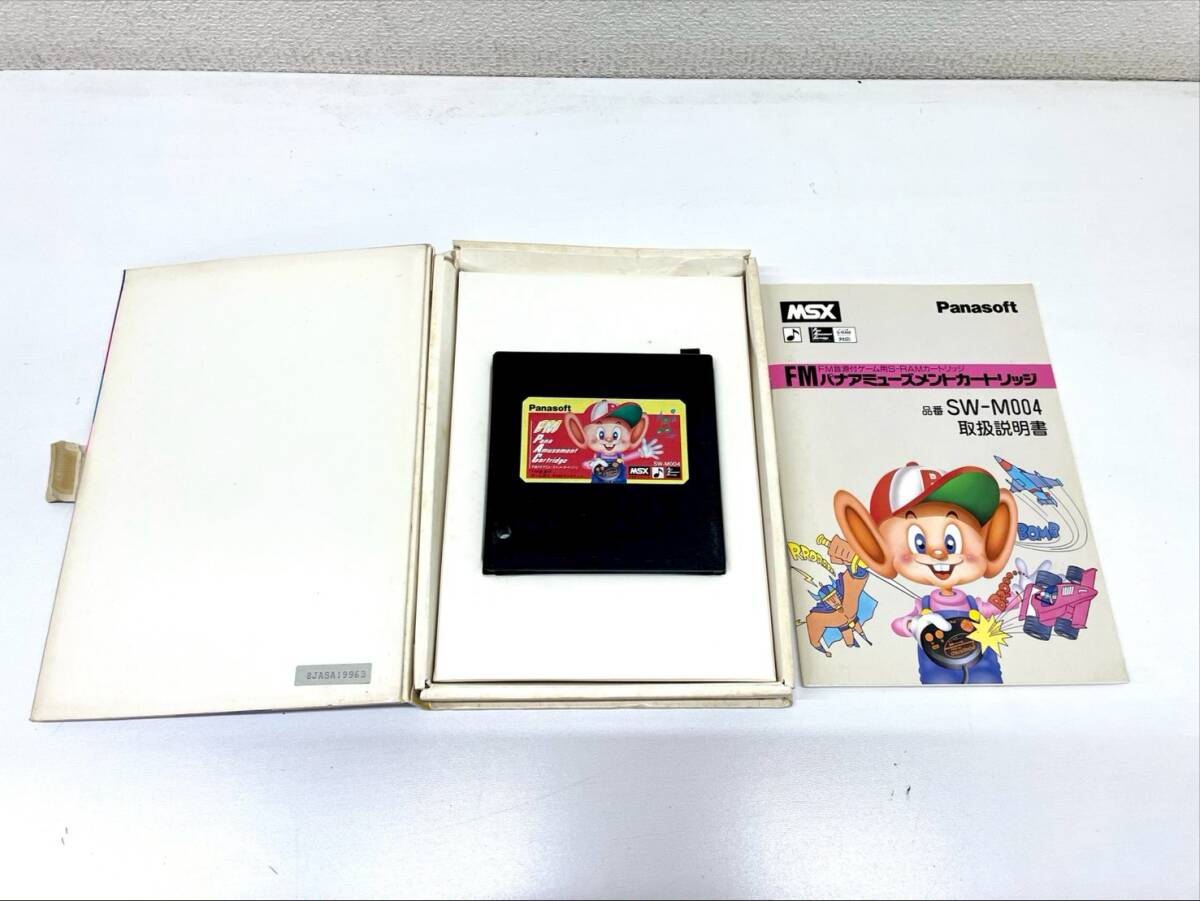 8JASA19963
Panasoft
FM
Pana
Amusement
Cartridge
SW-M004
MSX
MSX
Panasoft
FM音源付ゲーム用S-RAMカートリッジ
FMパナアミューズメントカートリッジ
品番 SW-M004
取扱説明書
BOMB